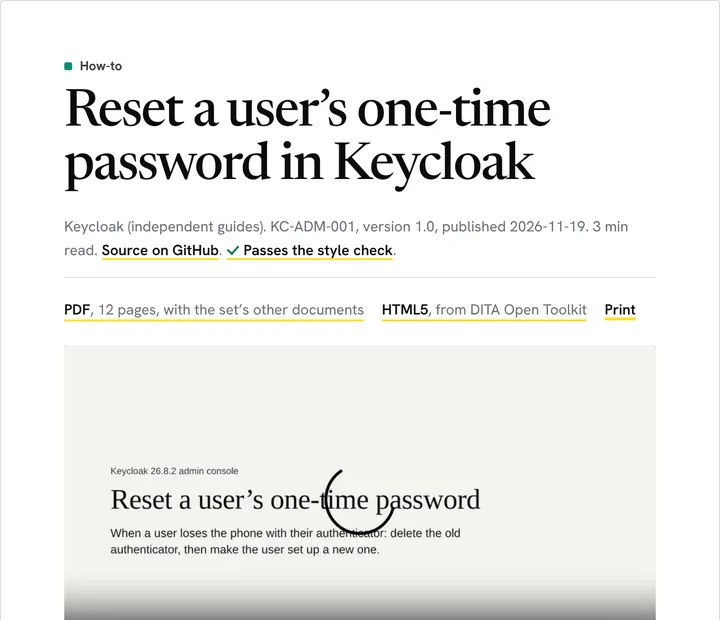 How-to
Reset a user’s one-time
password in Keycloak
Keycloak (independent guides). KC-ADM-001, version 1.0, published 2026-11-19. 3 min
read. Source on GitHub. ✓ Passes the style check.
PDF, 12 pages, with the set’s other documents HTML5, from DITA Open Toolkit Print
Keycloak 26.8.2 admin console
Reset a user’s one-time password
When a user loses the phone with their authenticator: delete the old
authenticator, then make the user set up a new one.